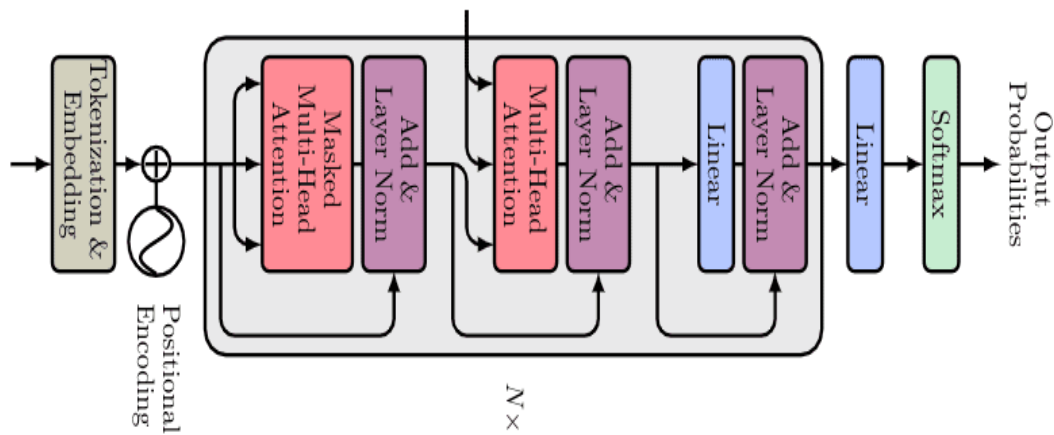 Tokenization &
Embedding
Positional
Encoding
Masked
Multi-Head
Attention
Add &
Layer Norm
Multi-Head
Attention
Add &
Layer Norm
Linear
Add &
Layer Norm
N×
Linear
Softmax
Output
Probabilities